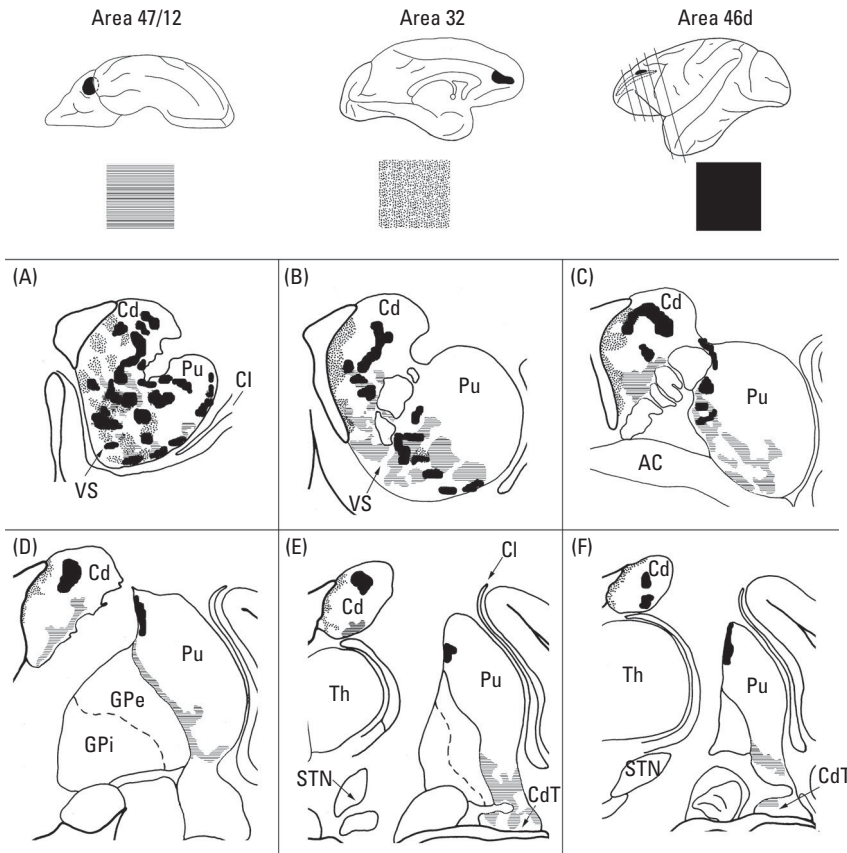 Area 47/12 Area 32 Area 46d
(A) (B) (C)
Cd Cd Cd
Pu Cl Pu Pu
VS VS AC
(D) (E) (F)
Cl
Cd Cd Cd
Pu Th Pu Th Pu
GPe
GPi
STN STN
CdT CdT